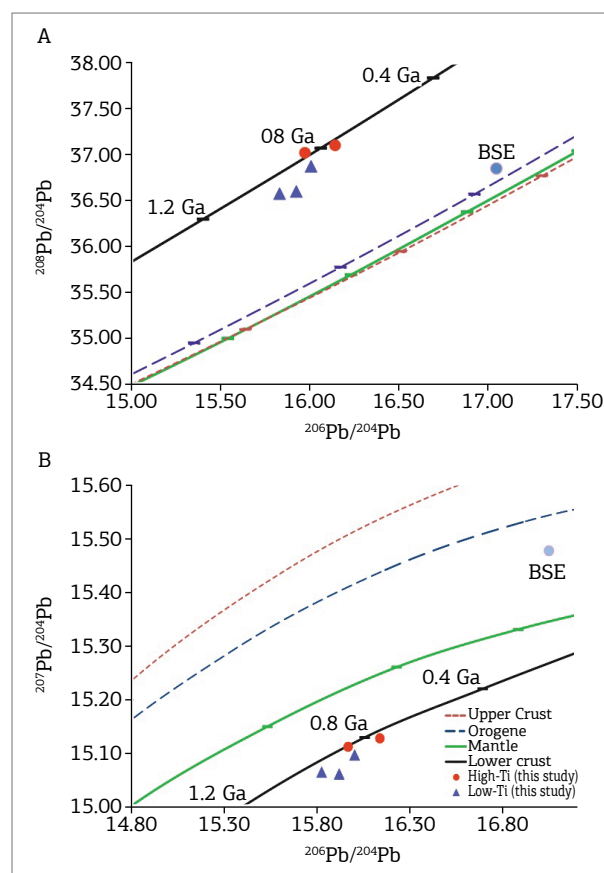 A
38.00
37.50
37.00
36.50
36.00
35.50
35.00
34.50
²⁰⁸Pb/²⁰⁴Pb
0.4 Ga
08 Ga
1.2 Ga
BSE
15.00 15.50 16.00 16.50 17.00 17.50
²⁰⁶Pb/²⁰⁴Pb
B
15.60
15.50
15.40
15.30
15.20
15.10
15.00
²⁰⁷Pb/²⁰⁴Pb
BSE
0.4 Ga
0.8 Ga
1.2 Ga
Upper Crust
Orogene
Mantle
Lower crust
High-Ti (this study)
Low-Ti (this study)
14.80 15.30 15.80 16.30 16.80
²⁰⁶Pb/²⁰⁴Pb